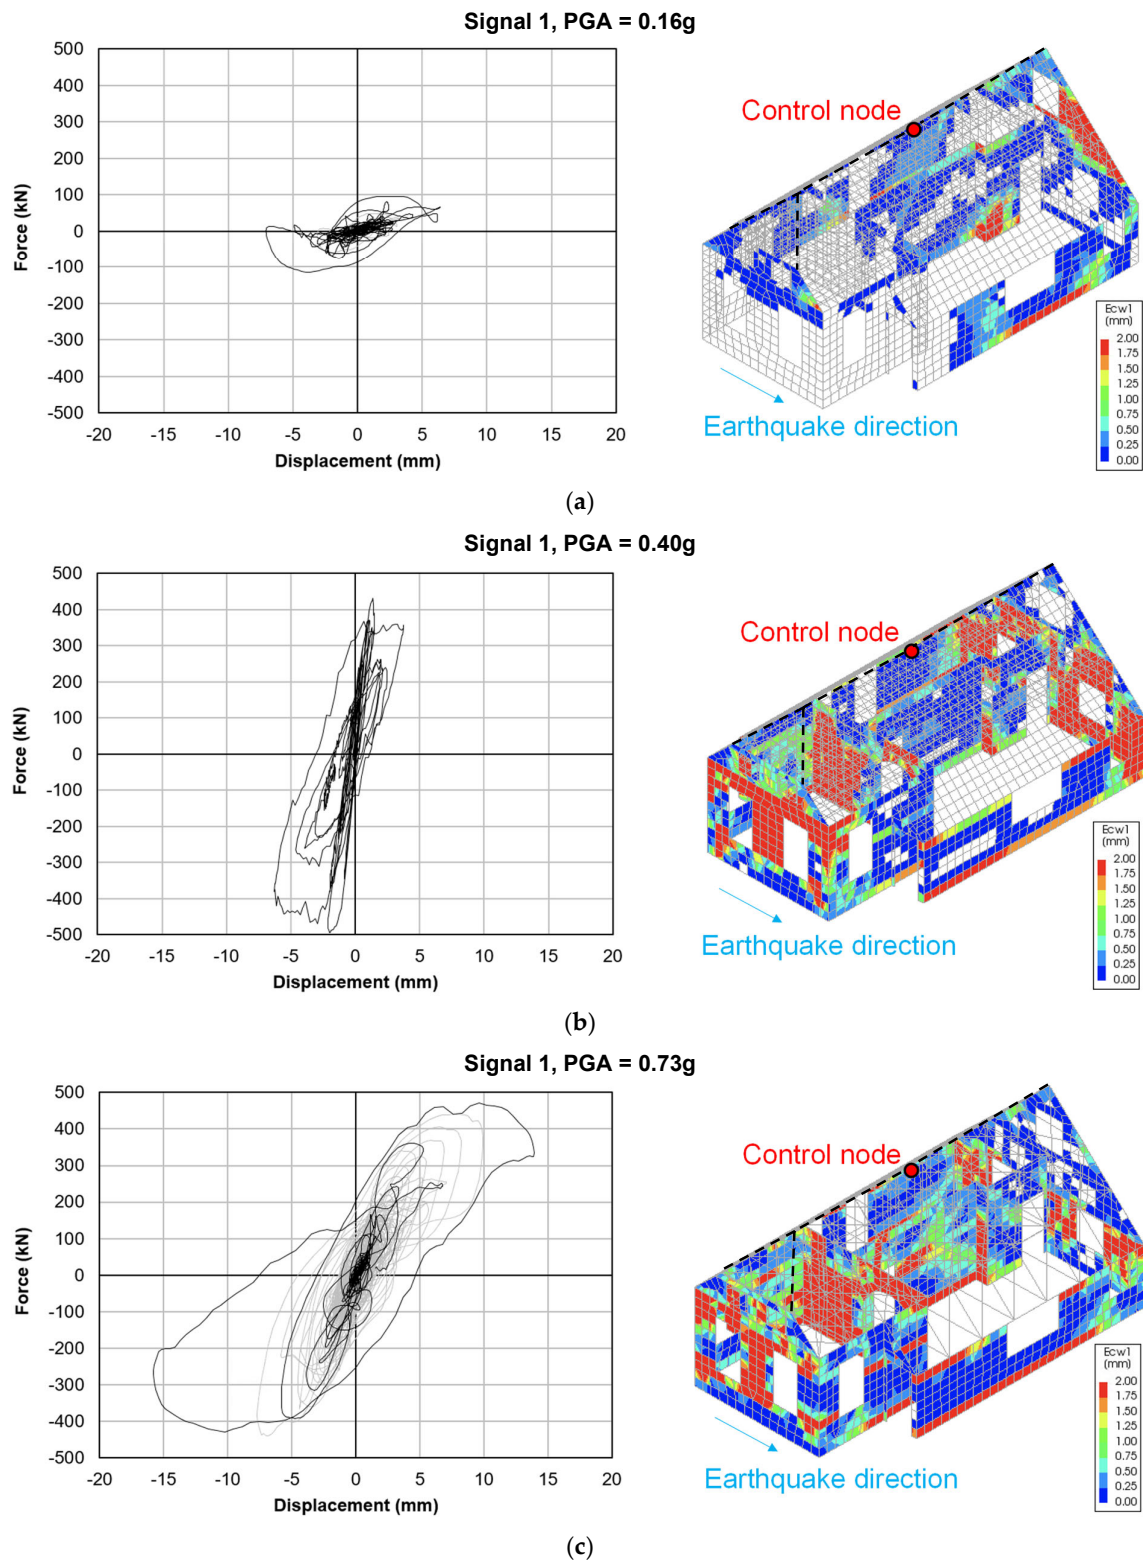 Signal 1, PGA = 0.16g
500
400
300
200
100
0
-100
-200
-300
-400
-500
Force (kN)
-20 -15 -10 -5 0 5 10 15 20
Displacement (mm)
Control node
Earthquake direction
Ecw1
(mm)
2.00
1.75
1.50
1.25
1.00
0.75
0.50
0.25
0.00
(a)
Signal 1, PGA = 0.40g
500
400
300
200
100
0
-100
-200
-300
-400
-500
Force (kN)
-20 -15 -10 -5 0 5 10 15 20
Displacement (mm)
Control node
Earthquake direction
Ecw1
(mm)
2.00
1.75
1.50
1.25
1.00
0.75
0.50
0.25
0.00
(b)
Signal 1, PGA = 0.73g
500
400
300
200
100
0
-100
-200
-300
-400
-500
Force (kN)
-20 -15 -10 -5 0 5 10 15 20
Displacement (mm)
Control node
Earthquake direction
Ecw1
(mm)
2.00
1.75
1.50
1.25
1.00
0.75
0.50
0.25
0.00
(c)